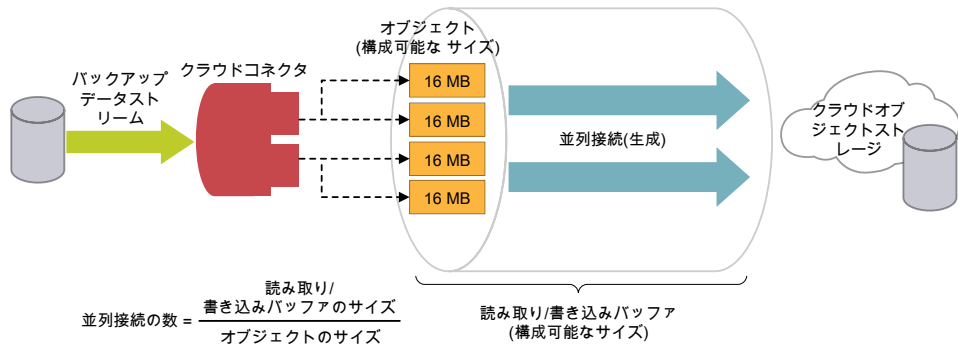 オブジェクト
(構成可能な サイズ)
バックアップ
データスト
リーム
クラウドコネクタ
16 MB
16 MB
16 MB
16 MB
並列接続(生成)
クラウドオブ
ジェクトスト
レージ
並列接続の数 =
読み取り/
書き込みバッファのサイズ
オブジェクトのサイズ
読み取り/書き込みバッファ
(構成可能なサイズ)